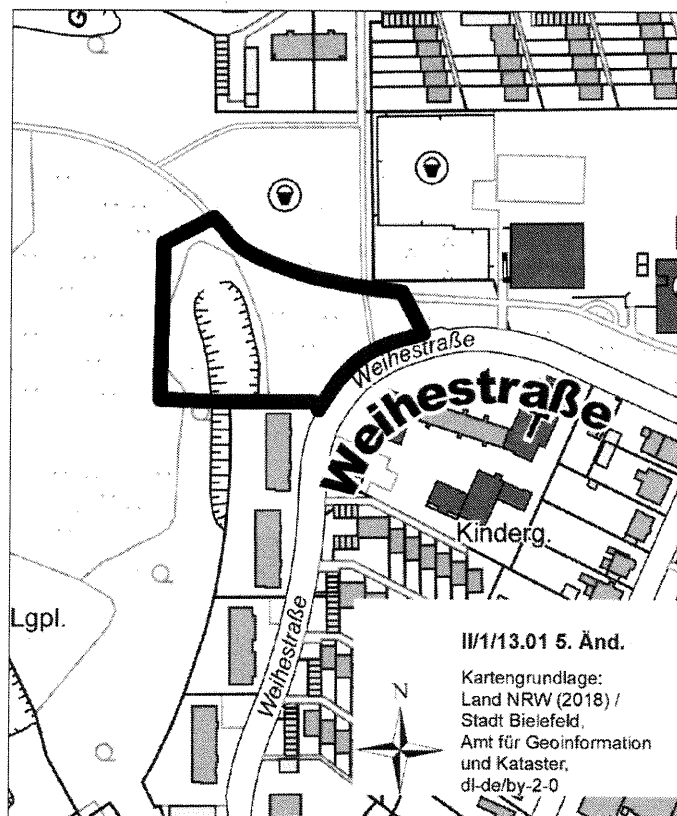 G
Weihestraße
Weihestraße
T
Kinderg.
Lgpl.
Weihestraße
II/1/13.01 5. Änd.
Kartengrundlage:
Land NRW (2018) /
Stadt Bielefeld,
Amt für Geoinformation
und Kataster,
dl-de/by-2-0
N